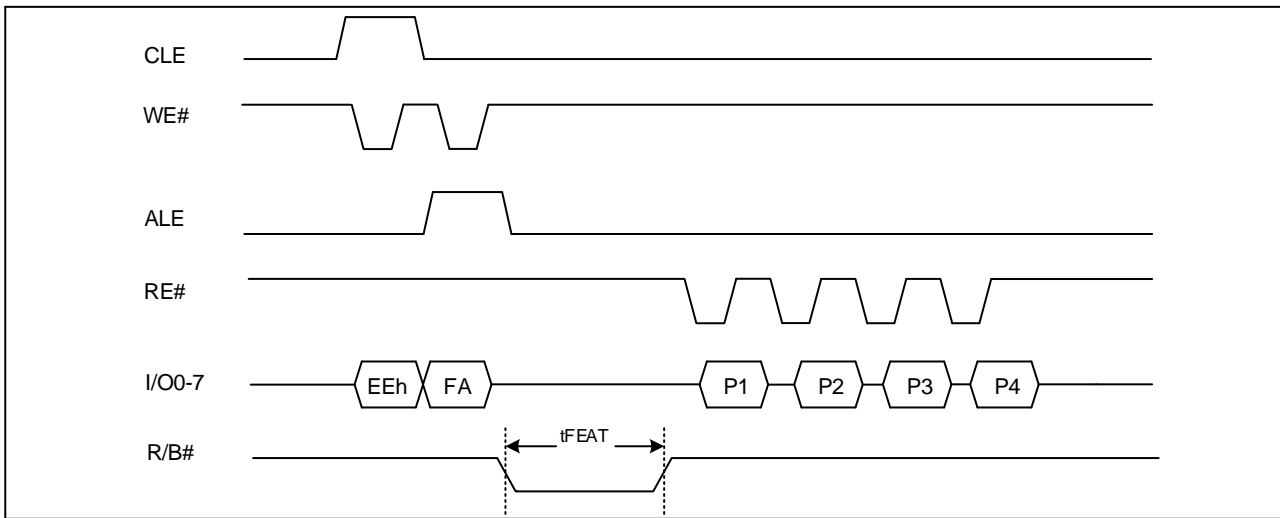 CLE
WE#
ALE
RE#
I/O0-7 EEh FA P1 P2 P3 P4
tFEAT
R/B#